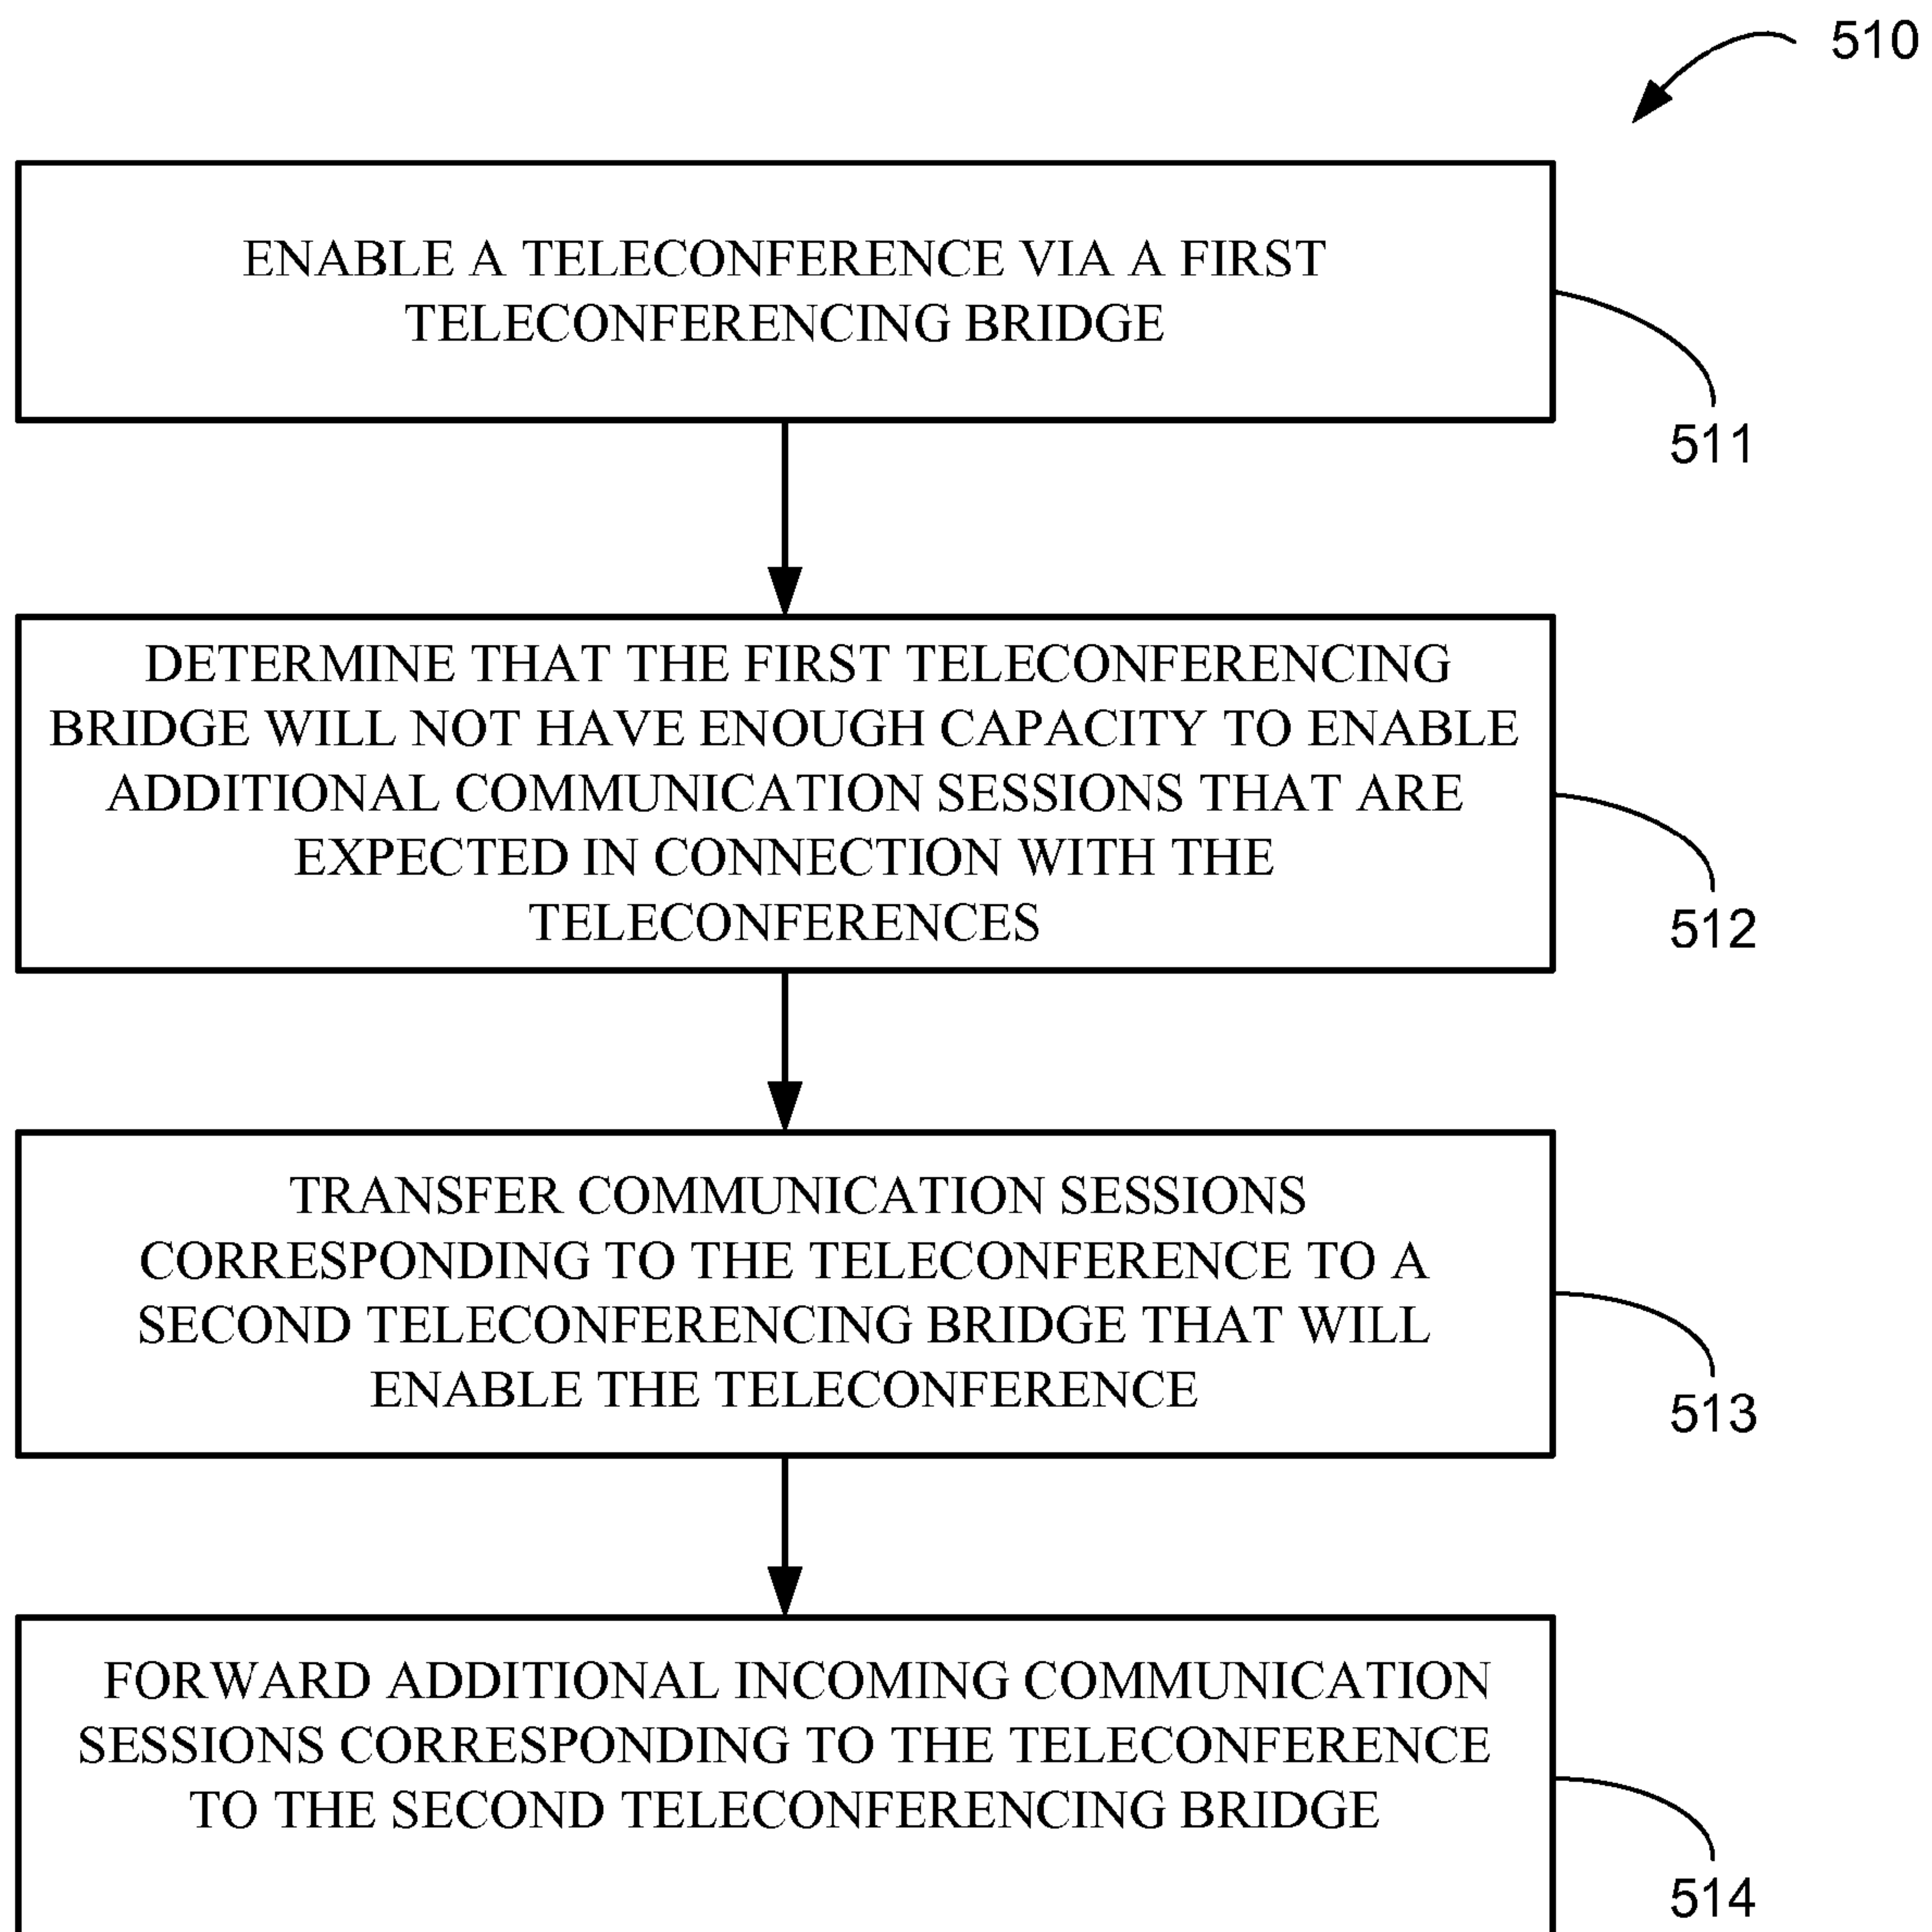 510
ENABLE A TELECONFERENCE VIA A FIRST
TELECONFERENCING BRIDGE
511
DETERMINE THAT THE FIRST TELECONFERENCING
BRIDGE WILL NOT HAVE ENOUGH CAPACITY TO ENABLE
ADDITIONAL COMMUNICATION SESSIONS THAT ARE
EXPECTED IN CONNECTION WITH THE
TELECONFERENCES
512
TRANSFER COMMUNICATION SESSIONS
CORRESPONDING TO THE TELECONFERENCE TO A
SECOND TELECONFERENCING BRIDGE THAT WILL
ENABLE THE TELECONFERENCE
513
FORWARD ADDITIONAL INCOMING COMMUNICATION
SESSIONS CORRESPONDING TO THE TELECONFERENCE
TO THE SECOND TELECONFERENCING BRIDGE
514